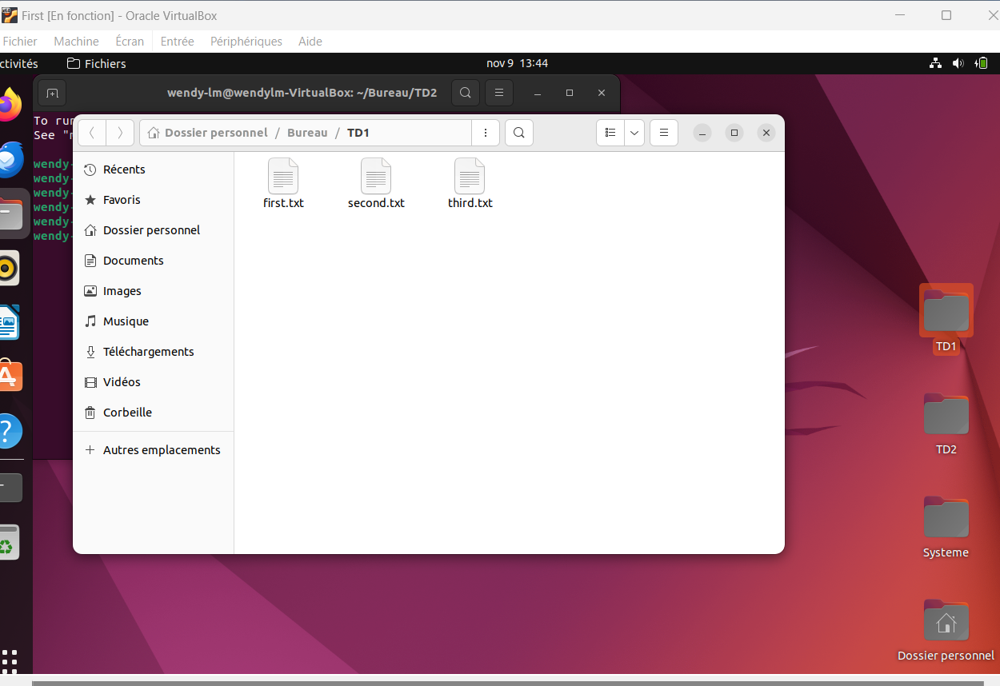 First [En fonction] - Oracle VirtualBox
Fichier Machine Écran Entrée Périphériques Aide
ctivités Fichiers nov 9 13:44
wendy-lm@wendylm-VirtualBox: ~/Bureau/TD2
To run
See "
wendy-
wendy-
wendy-
wendy-
wendy-
wendy-
Dossier personnel / Bureau / TD1
Récents
Favoris
Dossier personnel
Documents
Images
Musique
Téléchargements
Vidéos
Corbeille
Autres emplacements
first.txt second.txt third.txt
TD1
TD2
Systeme
Dossier personnel